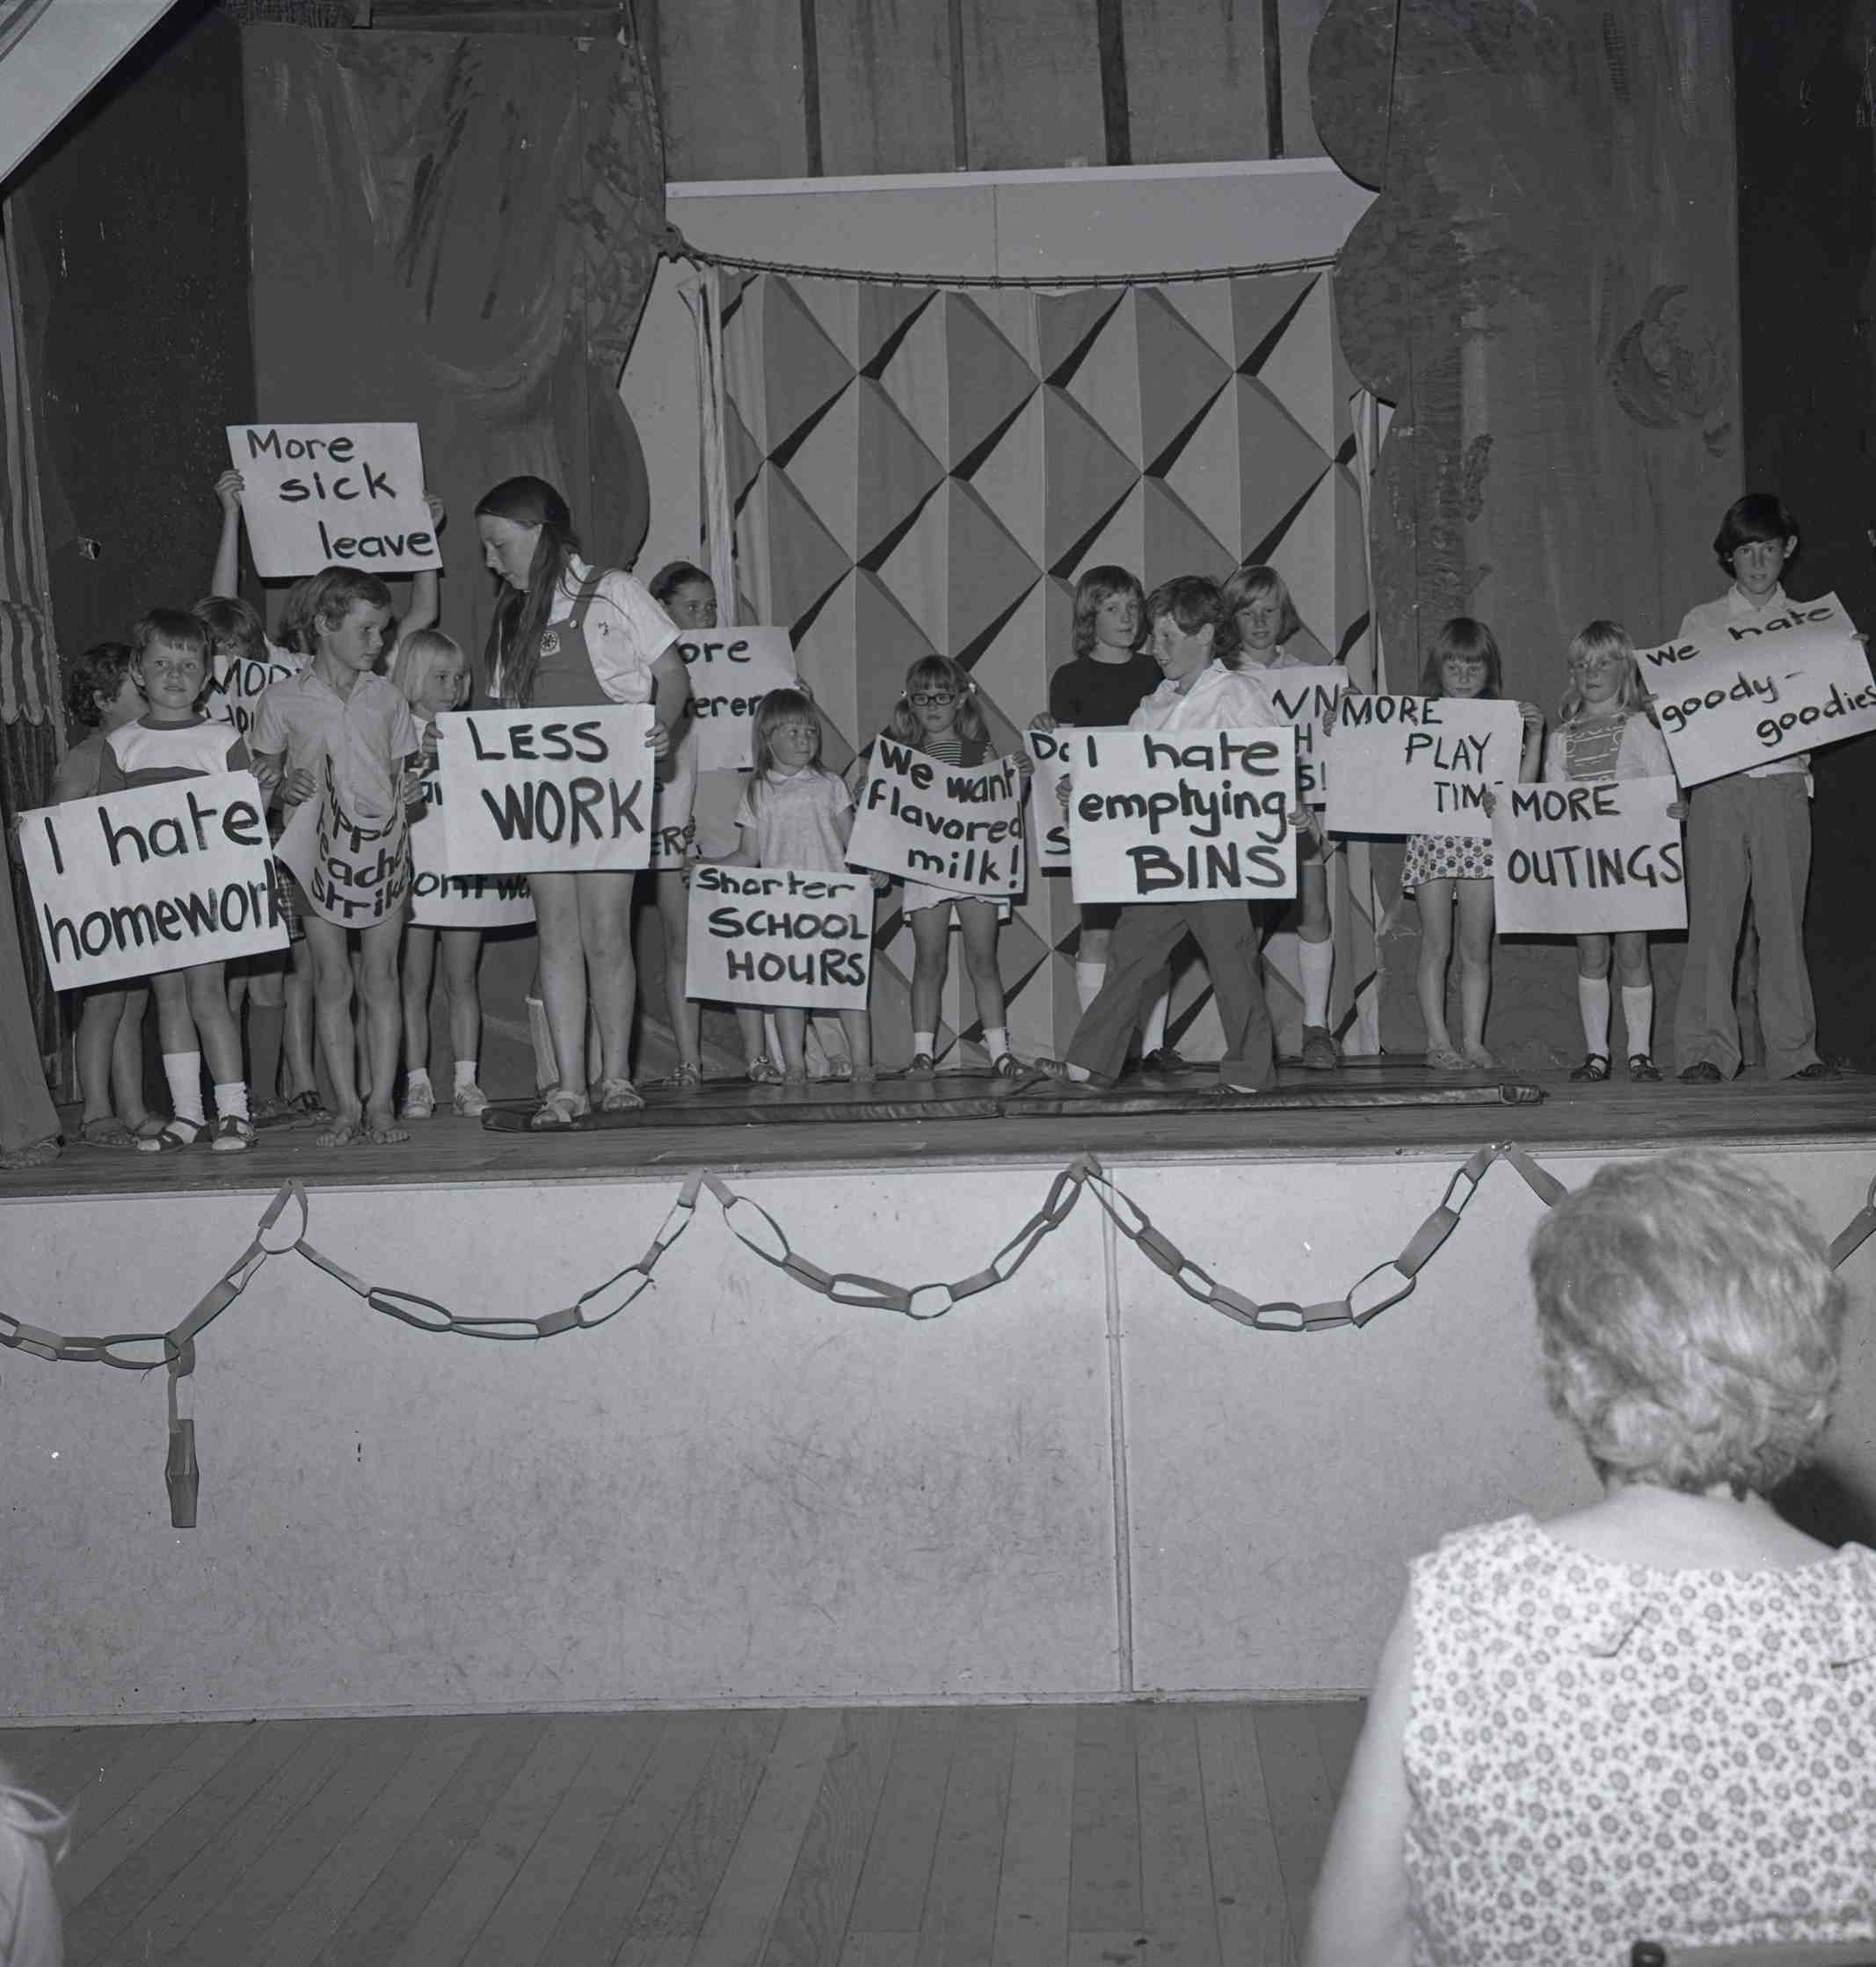 More
sick
leave
I hate
homework
LESS
WORK
Shorter
SCHOOL
HOURS
We want
flavored
milk!
I hate
emptying
BINS
MORE
PLAY
MORE
OUTINGS
We hate
goody-
goodies